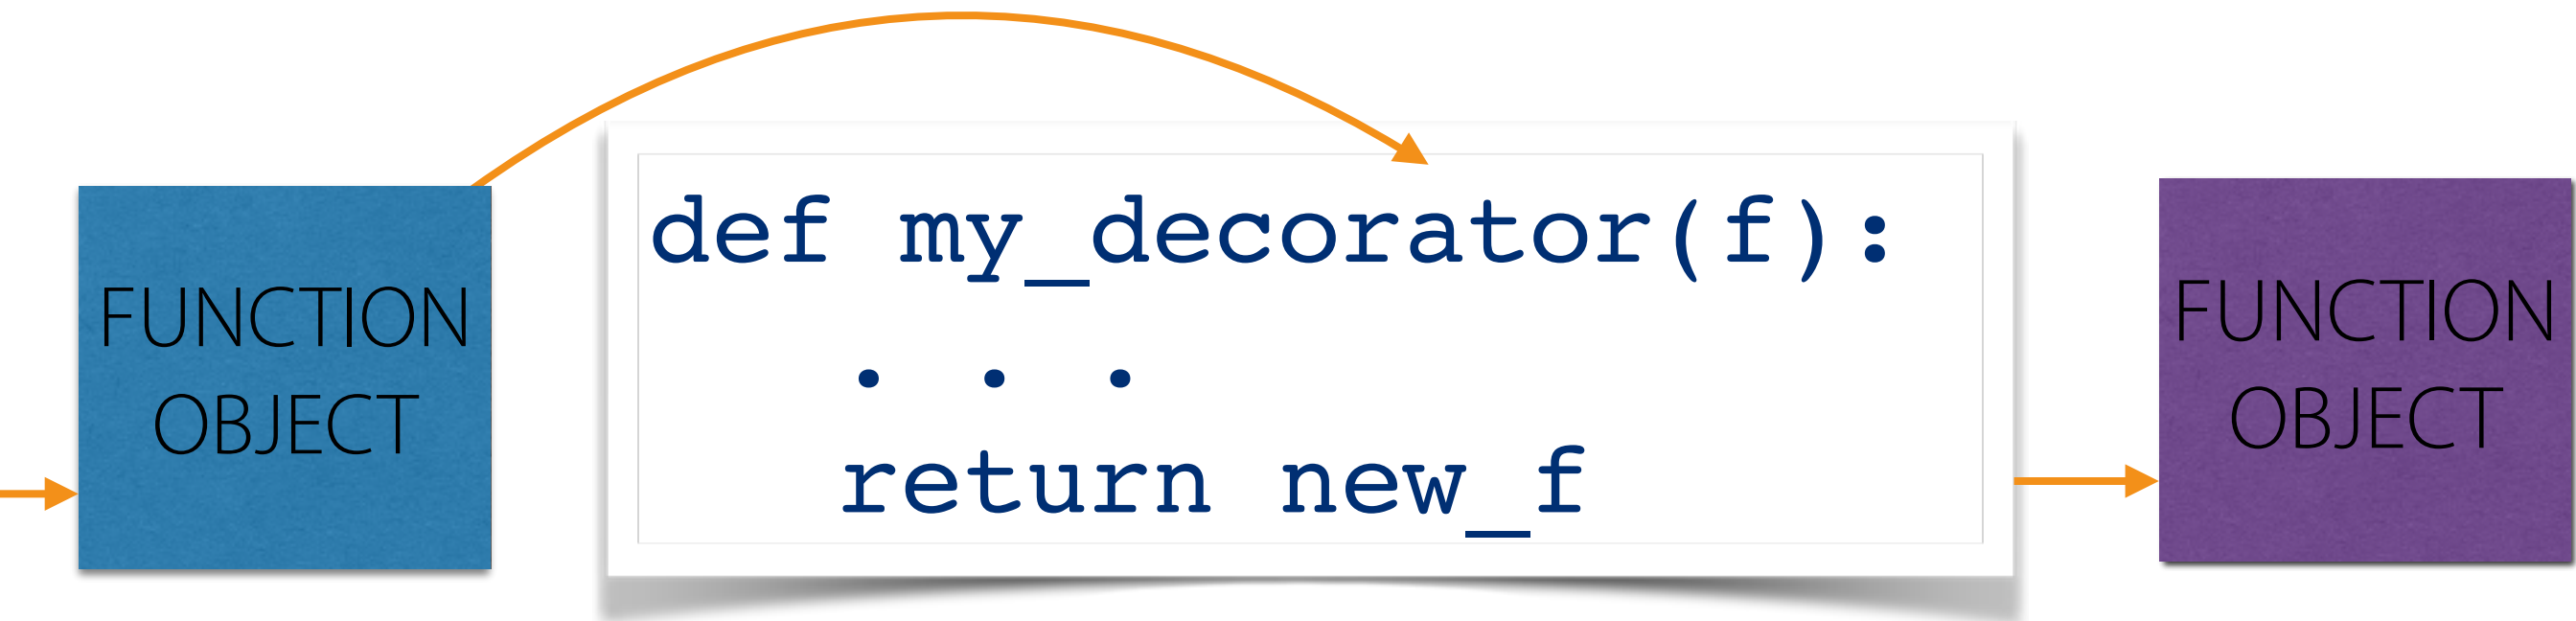 FUNCTION
OBJECT
def my_decorator(f):
. . .
return new_f
FUNCTION
OBJECT